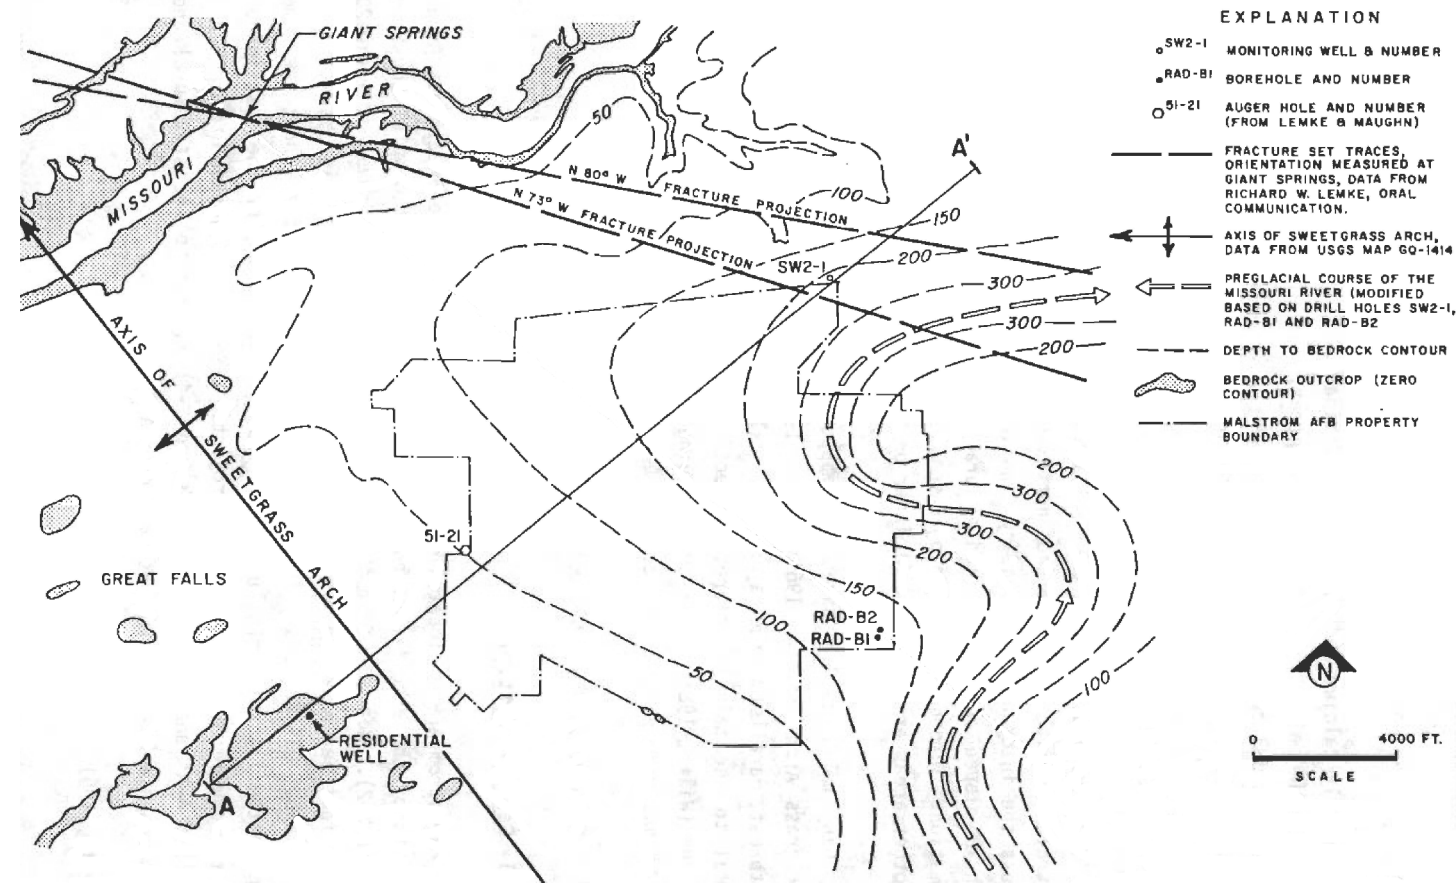 GIANT SPRINGS
RIVER
MISSOURI
50
A'
N 80° W FRACTURE PROJECTION
100
150
N 73° W FRACTURE PROJECTION
200
SW2-1
300
300
200
AXIS OF SWEETGRASS ARCH
200
300
300
200
51-21
GREAT FALLS
150
100
RAD-B2
RAD-B1
50
100
RESIDENTIAL
WELL
A
EXPLANATION
SW2-1 MONITORING WELL & NUMBER
RAD-B1 BOREHOLE AND NUMBER
51-21 AUGER HOLE AND NUMBER
(FROM LEMKE & MAUGHN)
FRACTURE SET TRACES,
ORIENTATION MEASURED AT
GIANT SPRINGS, DATA FROM
RICHARD W. LEMKE, ORAL
COMMUNICATION.
AXIS OF SWEETGRASS ARCH,
DATA FROM USGS MAP GQ-1414
PREGLACIAL COURSE OF THE
MISSOURI RIVER (MODIFIED
BASED ON DRILL HOLES SW2-1,
RAD-B1 AND RAD-B2
DEPTH TO BEDROCK CONTOUR
BEDROCK OUTCROP (ZERO
CONTOUR)
MALSTROM AFB PROPERTY
BOUNDARY
N
0 4000 FT.
SCALE